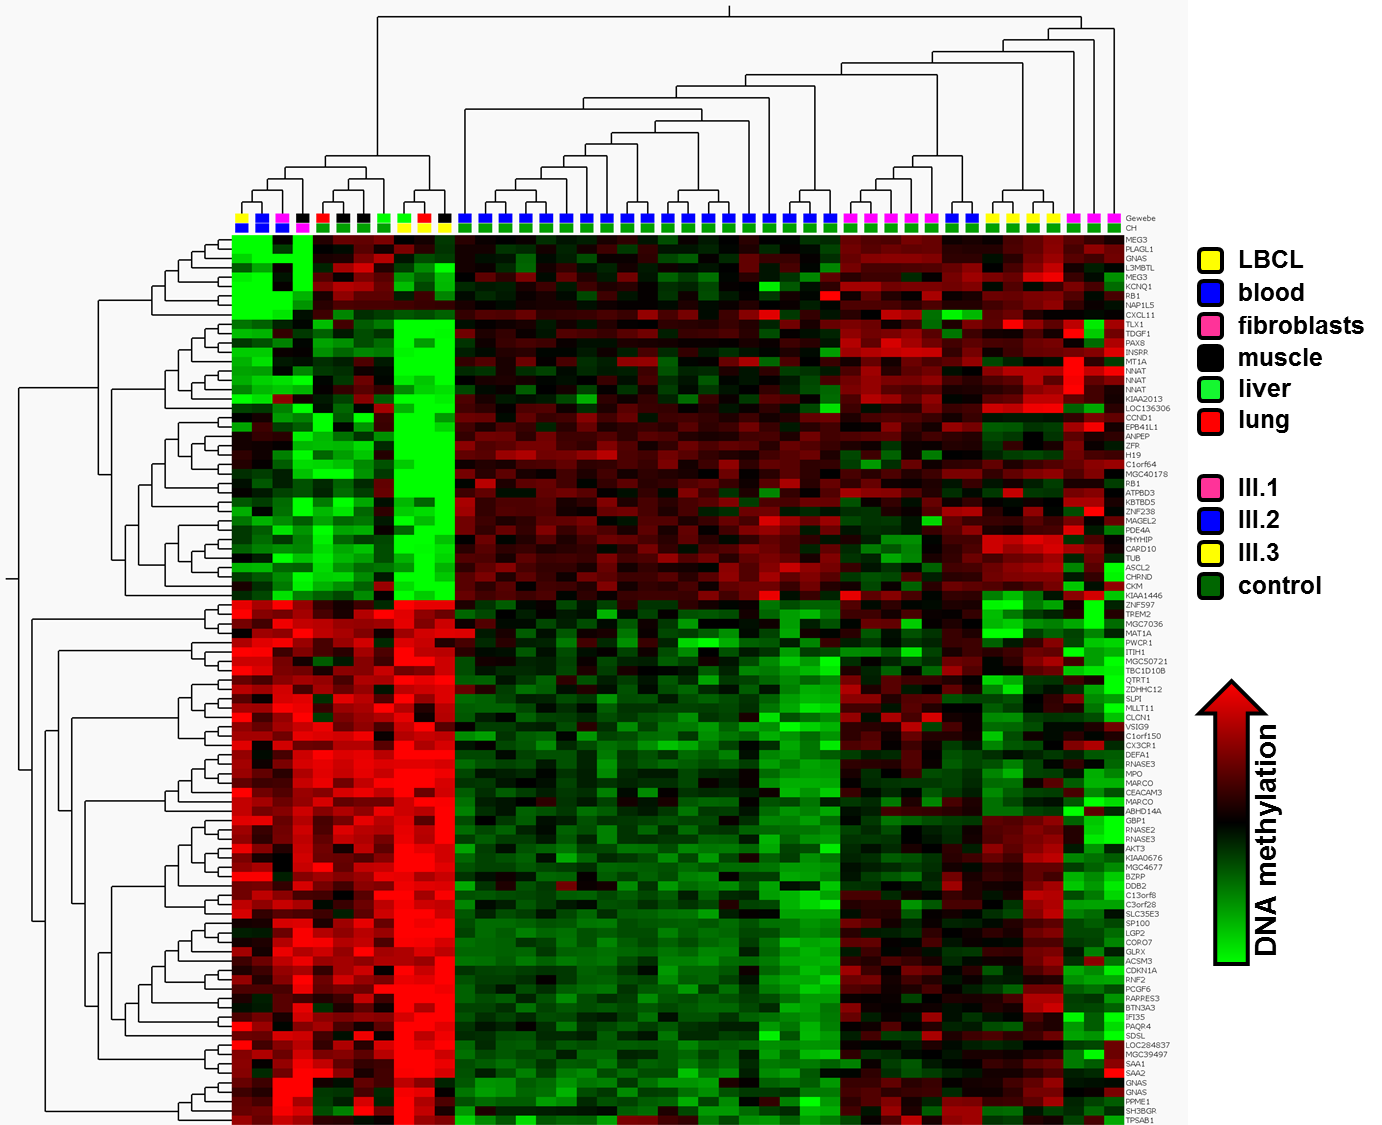 Gewebe
CH
MEG3
PLAGL1
GNAS
L3MBTL
MEG3
KCNQ1
RB1
NAP1L5
CXCL11
TLX1
TDGF1
PAX8
INSRR
MT1A
NNAT
NNAT
NNAT
KIAA2013
LOC136306
CCND1
EPB41L1
ANPEP
ZFR
H19
C1orf64
MGC40178
RB1
ATPBD3
KBTBD5
ZNF238
MAGEL2
PDE4A
PHYHIP
CARD10
TUB
ASCL2
CHRND
CKM
KIAA1446
ZNF597
TREM2
MGC7036
MAT1A
PWCR1
ITIH1
MGC50721
TBC1D10B
QTRT1
ZDHHC12
SLPI
MLLT11
CLCN1
VSIG9
C1orf150
CX3CR1
DEFA1
RNASE3
MPO
MARCO
CEACAM3
MARCO
ABHD14A
GBP1
RNASE2
RNASE3
AKT3
KIAA0676
MGC4677
BZRP
DDB2
C13orf8
C3orf28
SLC35E3
SP100
LGP2
CORO7
GLRX
ACSM3
CDKN1A
RNF2
PCGF6
RARRES3
BTN3A3
IFI35
PAQR4
SDSL
LOC284837
MGC39497
SAA1
SAA2
GNAS
GNAS
PPME1
SH3BGR
TPSAB1
LBCL
blood
fibroblasts
muscle
liver
lung
III.1
III.2
III.3
control
DNA methylation